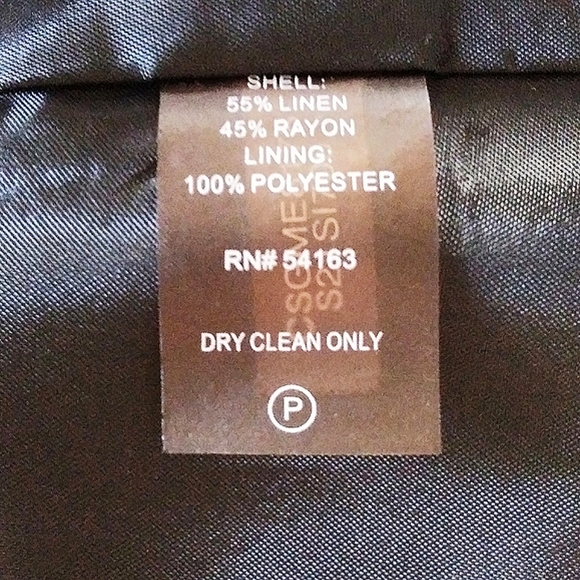 SHELL:
55% LINEN
45% RAYON
LINING:
100% POLYESTER
RN# 54163
DRY CLEAN ONLY
P